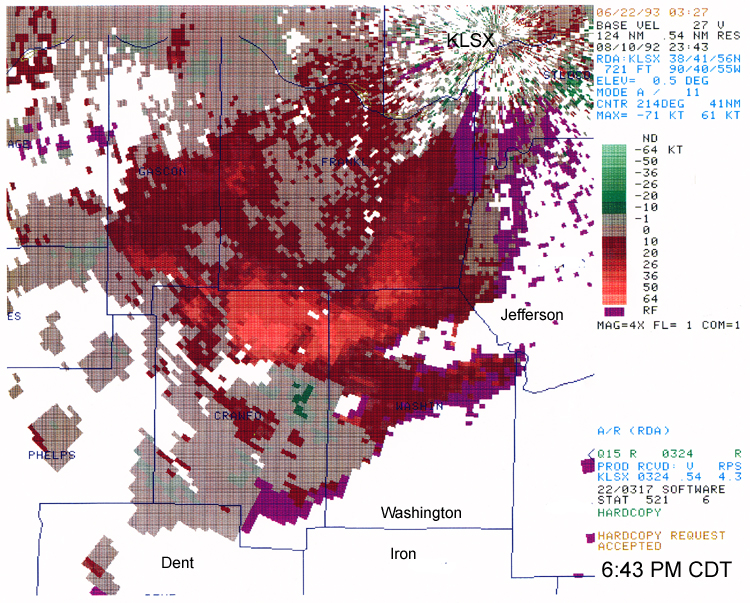 06/22/93 03:27
BASE VEL 27 V
124 NM .54 NM RES
08/10/92 23:43
RDA:KLSX 38/41/56N
721 FT 90/40/55W
ELEV= 0.5 DEG
MODE A / 11
CNTR 214DEG 41NM
MAX= -71 KT 61 KT
ND
-64 KT
-50
-36
-26
-20
-10
-1
0
10
20
26
36
50
64
RF
MAG=4X FL= 1 COM=1
KLSX
GASCON
FRANKL
Jefferson
ES
CRAWFO
WASHIN
PHELPS
Washington
Iron
Dent
A/R (RDA)
Q15 R 0324 R
PROD RCVD: V RPS
KLSX 0324 .54 4.3
22/0317 SOFTWARE
STAT 521 6
HARDCOPY
HARDCOPY REQUEST
ACCEPTED
6:43 PM CDT